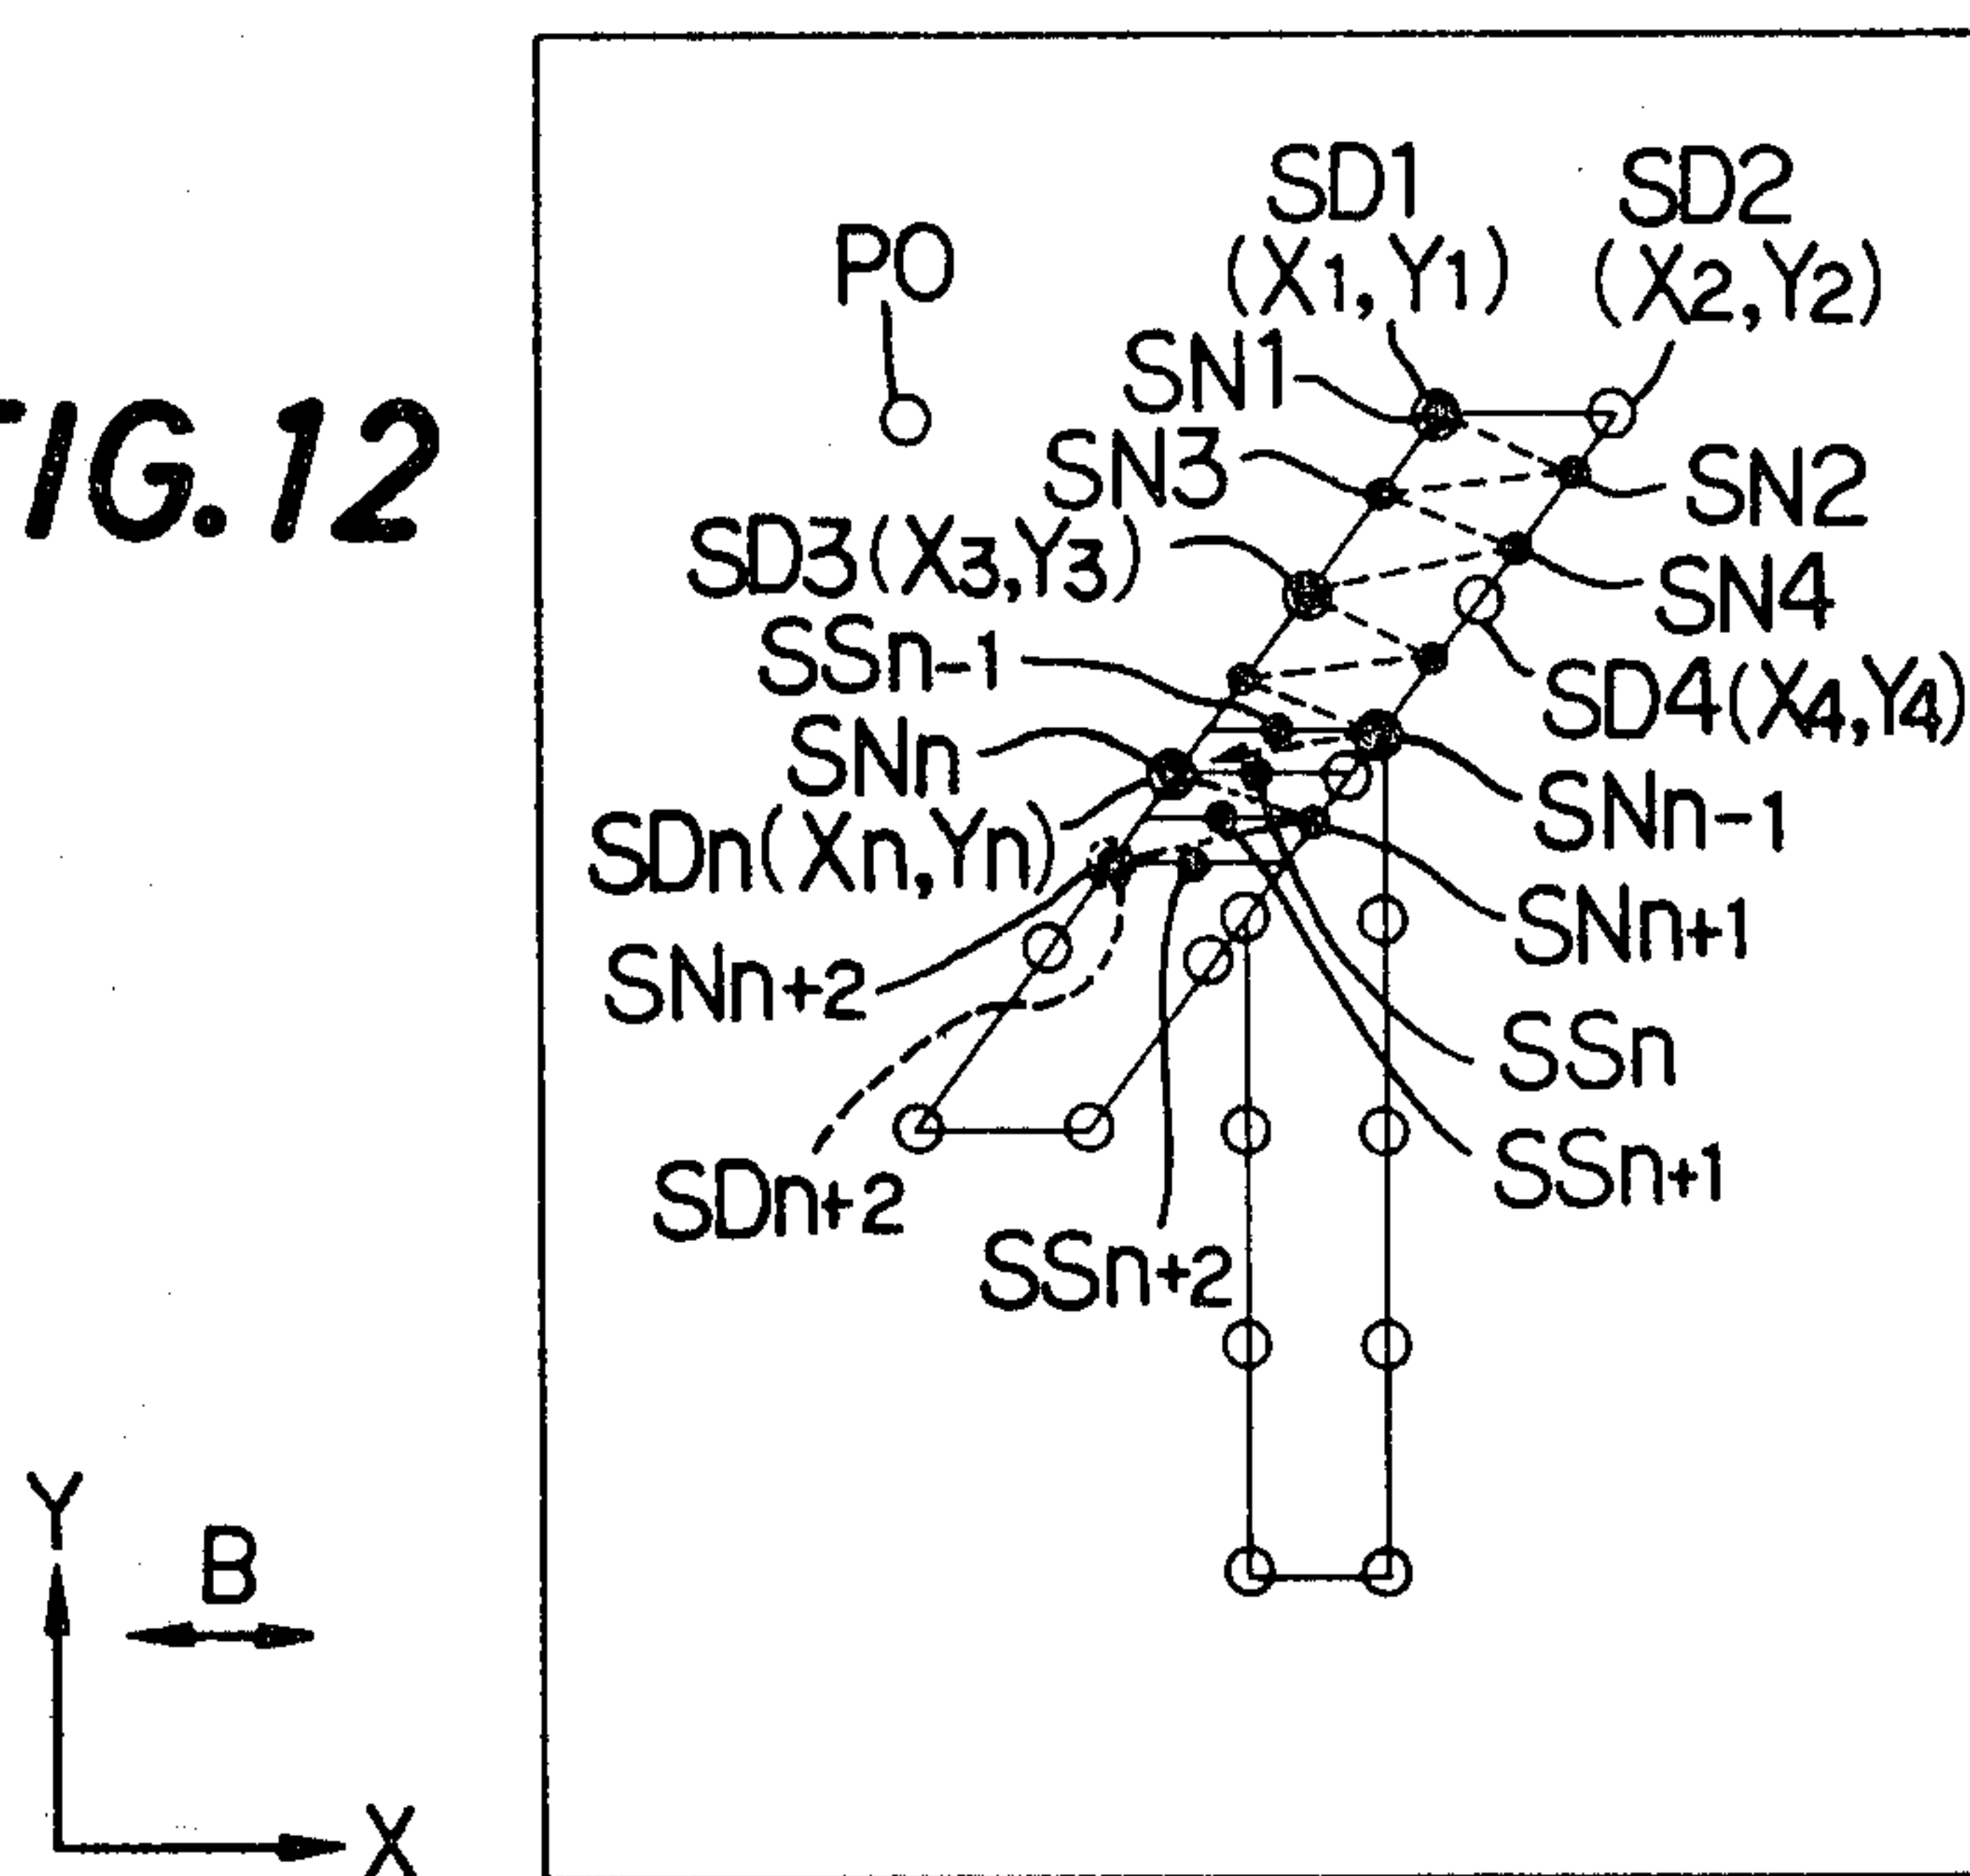 FIG.12
PO
SD1
(X1,Y1)
SD2
(X2,Y2)
SN1
SN3
SN2
SD3(X3,Y3)
SN4
SSn-1
SD4(X4,Y4)
SNn
SNn-1
SDn(Xn,Yn)
SNn+1
SNn+2
SSn
SSn+1
SDn+2
SSn+2
Y
B
X